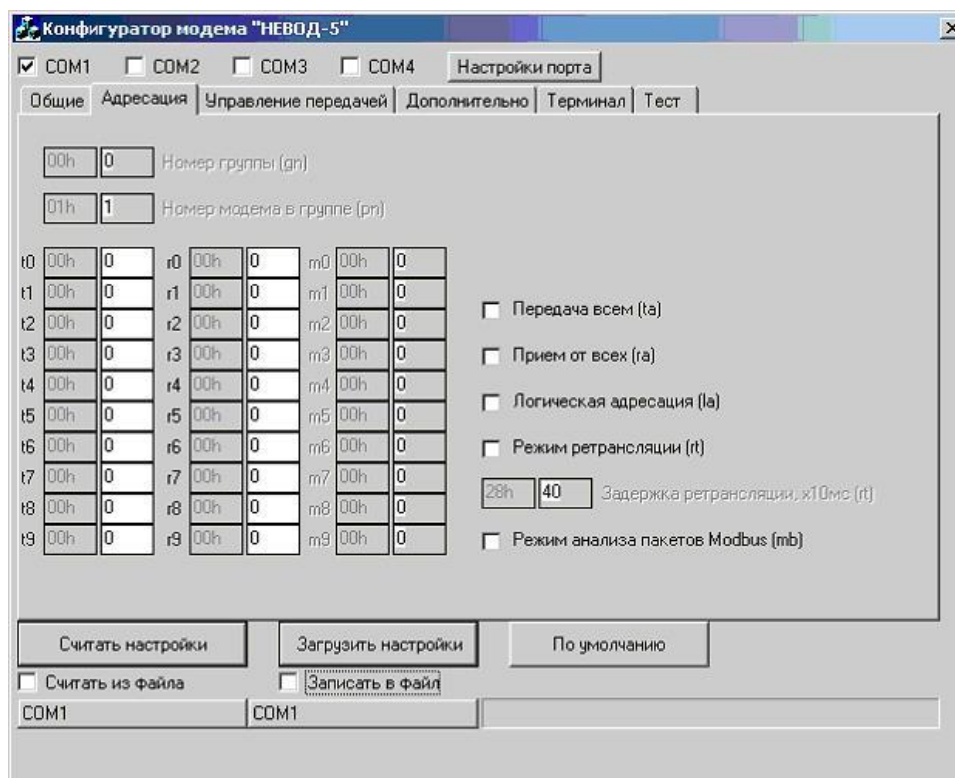 Конфигуратор модема "НЕВОД-5"
COM1 COM2 COM3 COM4 Настройки порта
Общие Адресация Управление передачей Дополнительно Терминал Тест
00h 0 Номер группы (gn)
01h 1 Номер модема в группе (pn)
t0 00h 0 r0 00h 0 m0 00h 0
t1 00h 0 r1 00h 0 m1 00h 0
Передача всем (ta)
t2 00h 0 r2 00h 0 m2 00h 0
t3 00h 0 r3 00h 0 m3 00h 0
Прием от всех (ra)
t4 00h 0 r4 00h 0 m4 00h 0
Логическая адресация (la)
t5 00h 0 r5 00h 0 m5 00h 0
t6 00h 0 r6 00h 0 m6 00h 0
Режим ретрансляции (rt)
t7 00h 0 r7 00h 0 m7 00h 0
28h 40 Задержка ретрансляции, x10мс (rt)
t8 00h 0 r8 00h 0 m8 00h 0
t9 00h 0 r9 00h 0 m9 00h 0
Режим анализа пакетов Modbus (mb)
Считать настройки Загрузить настройки По умолчанию
Считать из файла Записать в файл
COM1 COM1